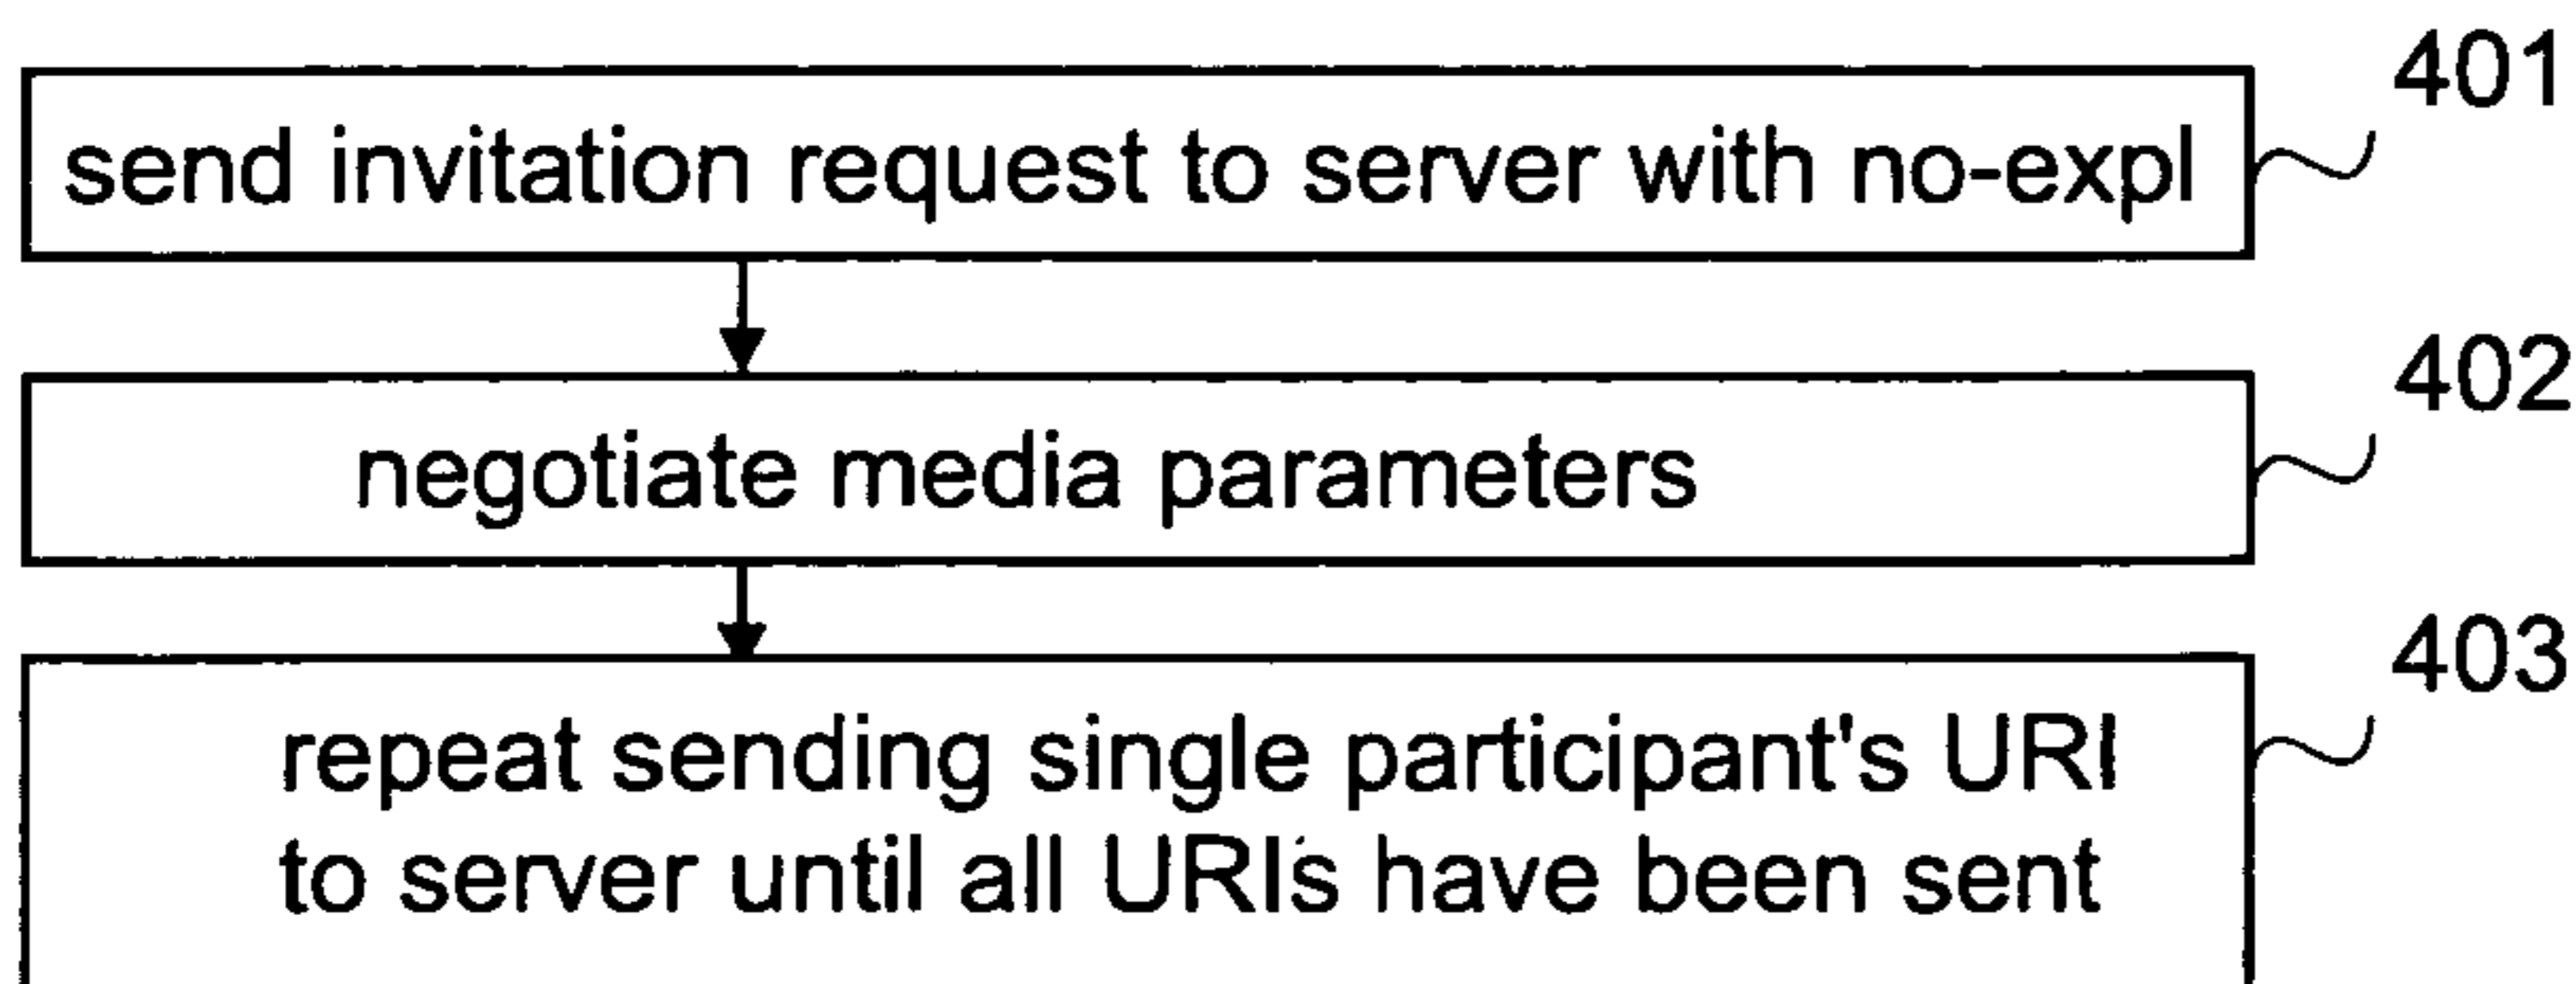 401
send invitation request to server with no-expl
402
negotiate media parameters
403
repeat sending single participant's URI
to server until all URIs have been sent